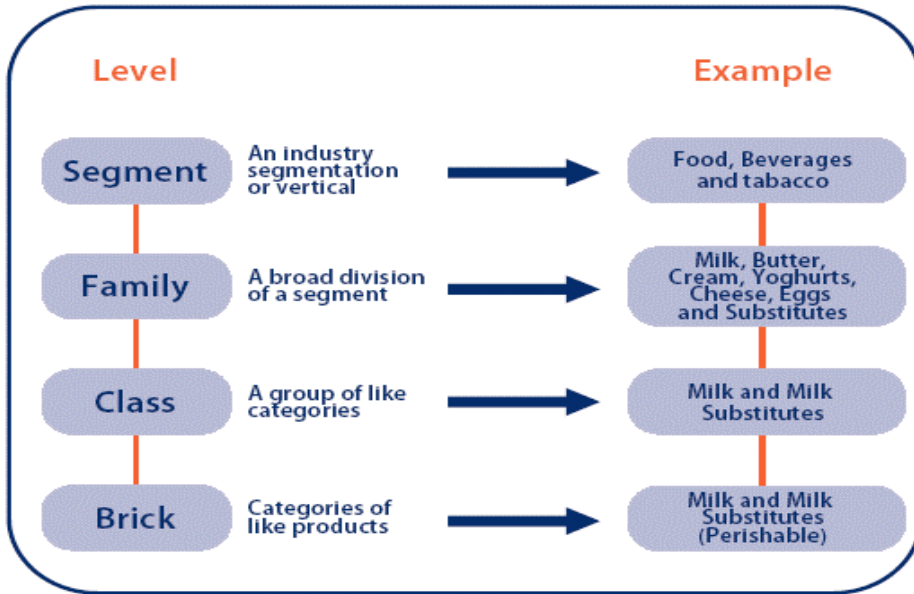 Level
Example
Segment
An industry
segmentation
or vertical
Food, Beverages
and tabacco
Family
A broad division
of a segment
Milk, Butter,
Cream, Yoghurts,
Cheese, Eggs
and Substitutes
Class
A group of like
categories
Milk and Milk
Substitutes
Brick
Categories of
like products
Milk and Milk
Substitutes
(Perishable)